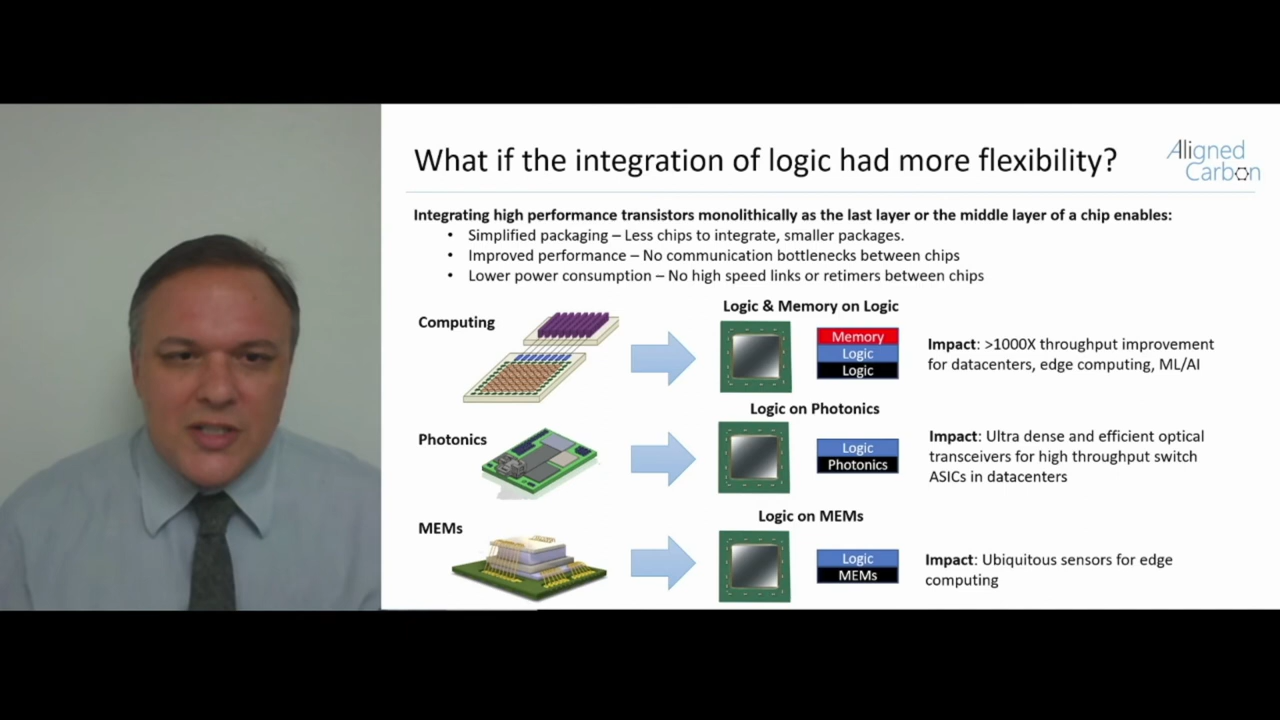 What if the integration of logic had more flexibility?
Aligned
Carbon
Integrating high performance transistors monolithically as the last layer or the middle layer of a chip enables:
• Simplified packaging – Less chips to integrate, smaller packages.
• Improved performance – No communication bottlenecks between chips
• Lower power consumption – No high speed links or retimers between chips
Computing
Logic & Memory on Logic
Memory
Logic
Logic
Impact: >1000X throughput improvement
for datacenters, edge computing, ML/AI
Photonics
Logic on Photonics
Logic
Photonics
Impact: Ultra dense and efficient optical
transceivers for high throughput switch
ASICs in datacenters
MEMs
Logic on MEMs
Logic
MEMs
Impact: Ubiquitous sensors for edge
computing